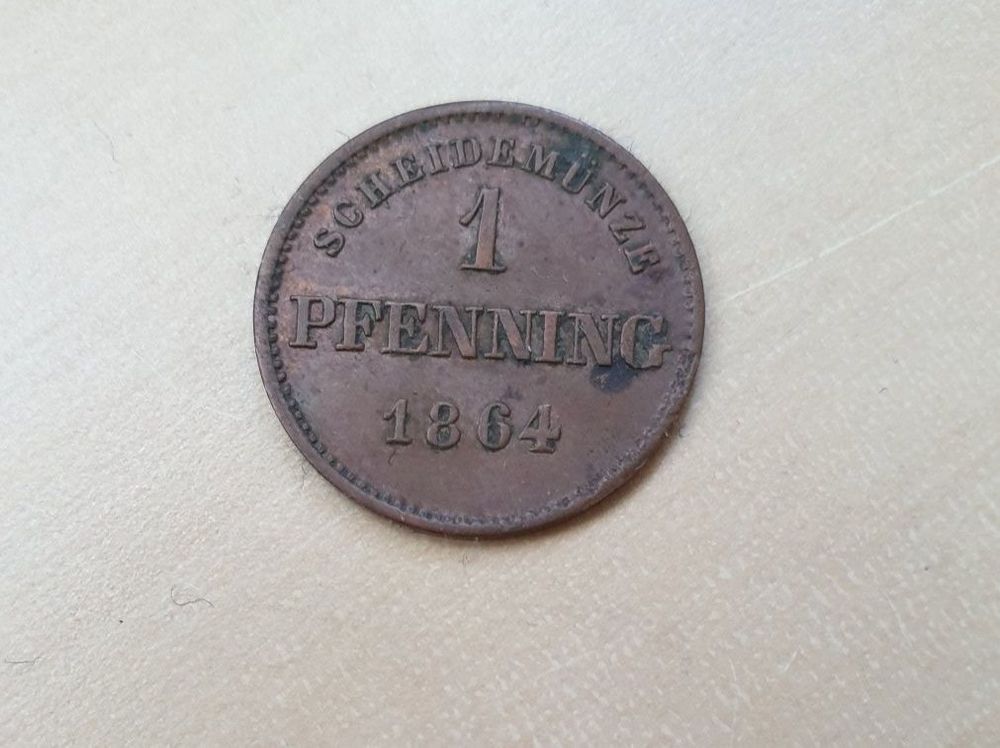 SCHEIDEMÜNZE
1
PFENNING
1864